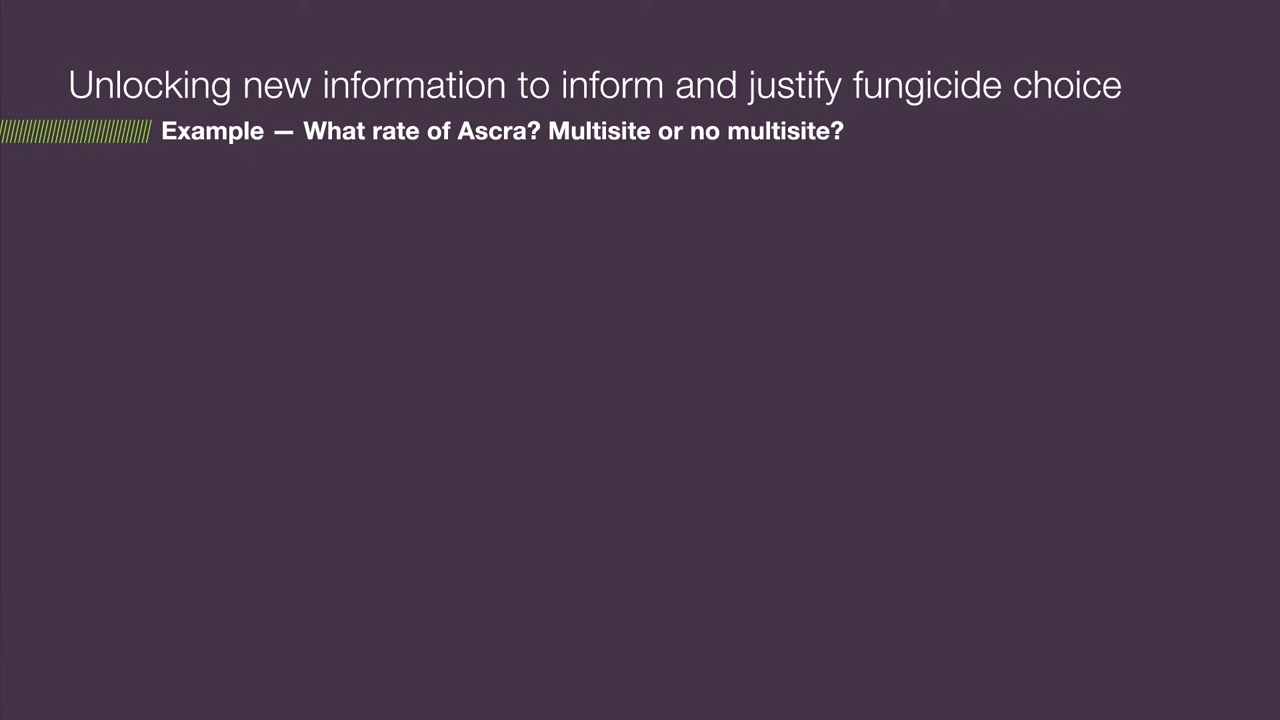 Unlocking new information to inform and justify fungicide choice
Example — What rate of Ascra? Multisite or no multisite?